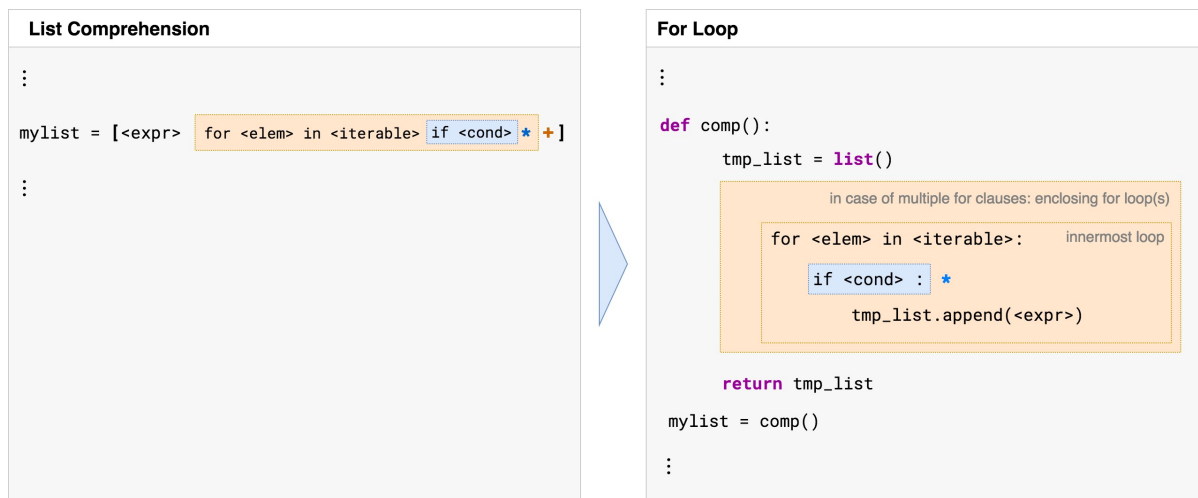 List Comprehension
⋮
mylist = [<expr> for <elem> in <iterable> if <cond> * + ]
⋮
For Loop
⋮
def comp():
tmp_list = list()
in case of multiple for clauses: enclosing for loop(s)
for <elem> in <iterable>: innermost loop
if <cond> : *
tmp_list.append(<expr>)
return tmp_list
mylist = comp()
⋮